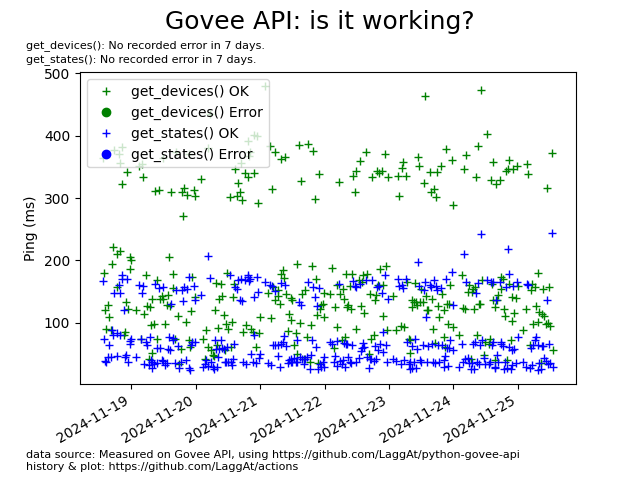 Govee API: is it working?
get_devices(): No recorded error in 7 days.
get_states(): No recorded error in 7 days.
500
400
300
200
100
Ping (ms)
get_devices() OK
get_devices() Error
get_states() OK
get_states() Error
2024-11-19
2024-11-20
2024-11-21
2024-11-22
2024-11-23
2024-11-24
2024-11-25
data source: Measured on Govee API, using https://github.com/LaggAt/python-govee-api
history & plot: https://github.com/LaggAt/actions